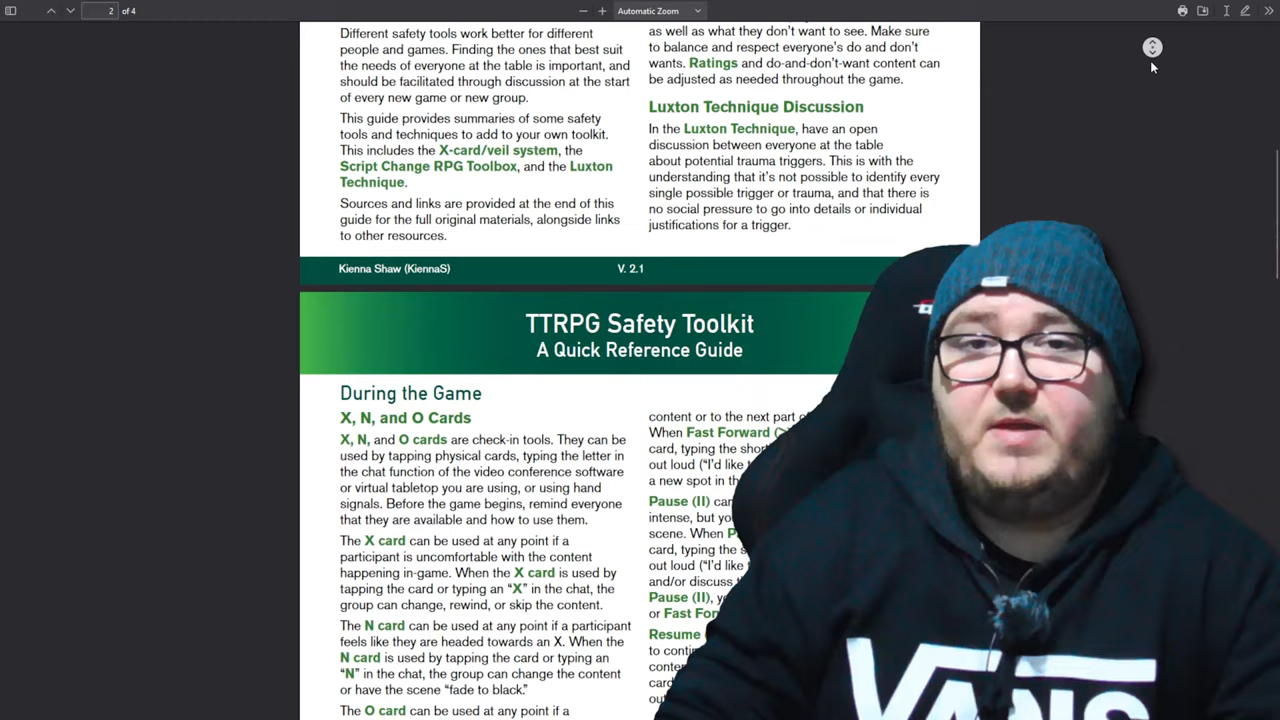 2
of 4
Automatic Zoom
Different safety tools work better for different
people and games. Finding the ones that best suit
the needs of everyone at the table is important, and
should be facilitated through discussion at the start
of every new game or new group.
This guide provides summaries of some safety
tools and techniques to add to your own toolkit.
This includes the X-card/veil system, the
Script Change RPG Toolbox, and the Luxton
Technique.
Sources and links are provided at the end of this
guide for the full original materials, alongside links
to other resources.
as well as what they don't want to see. Make sure
to balance and respect everyone's do and don't
wants. Ratings and do-and-don't-want content can
be adjusted as needed throughout the game.
Luxton Technique Discussion
In the Luxton Technique, have an open
discussion between everyone at the table
about potential trauma triggers. This is with the
understanding that it's not possible to identify every
single possible trigger or trauma, and that there is
no social pressure to go into details or individual
justifications for a trigger.
Kienna Shaw (KiennaS)
V. 2.1
TTRPG Safety Toolkit
A Quick Reference Guide
During the Game
X, N, and O Cards
X, N, and O cards are check-in tools. They can be
used by tapping physical cards, typing the letter in
the chat function of the video conference software
or virtual tabletop you are using, or using hand
signals. Before the game begins, remind everyone
that they are available and how to use them.
The X card can be used at any point if a
participant is uncomfortable with the content
happening in-game. When the X card is used by
tapping the card or typing an "X" in the chat, the
group can change, rewind, or skip the content.
The N card can be used at any point if a participant
feels like they are headed towards an X. When the
N card is used by tapping the card or typing an
"N" in the chat, the group can change the content
or have the scene "fade to black."
The O card can be used at any point if a
content or to the next part
When Fast Forward
card, typing the
out loud ("I'd like
a new spot in
Pause (II)
intense, but
scene. When
card, typing the
out loud ("I'd like
and/or discuss
Pause (II),
or
Resume
to
card
VANS